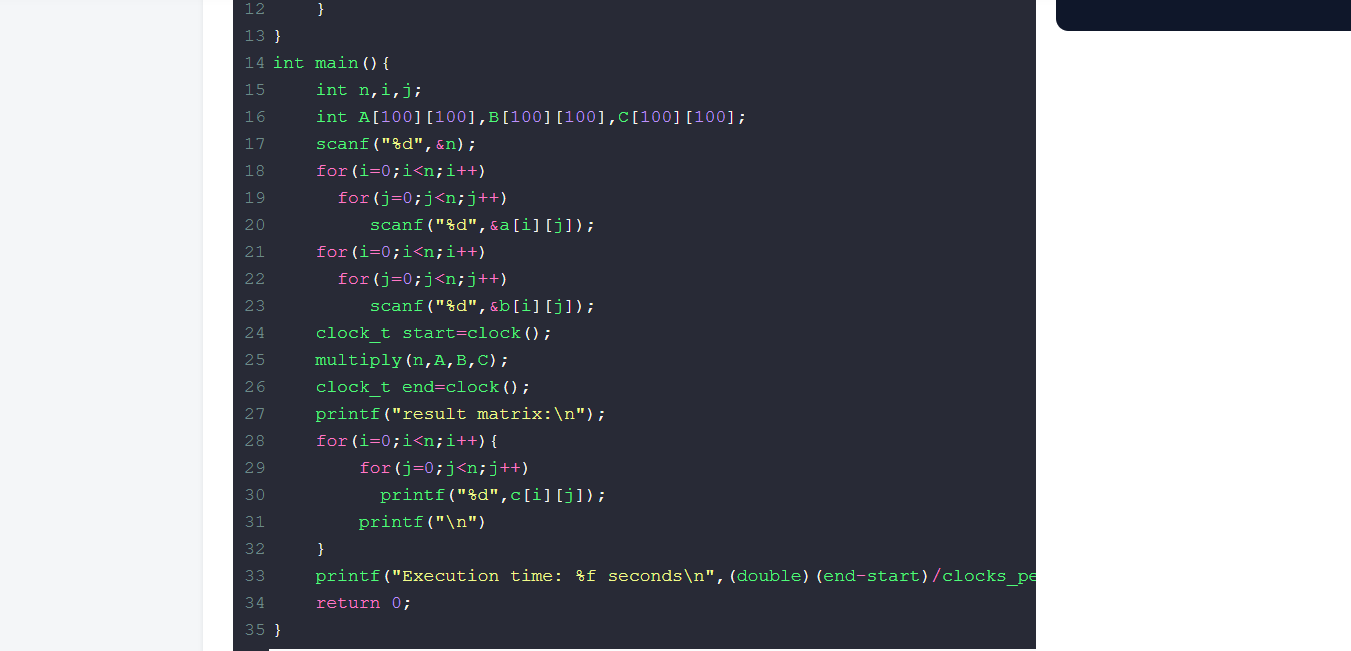 12     }
13 }
14 int main(){
15     int n,i,j;
16     int A[100][100],B[100][100],C[100][100];
17     scanf("%d",&n);
18     for(i=0;i<n;i++)
19       for(j=0;j<n;j++)
20          scanf("%d",&a[i][j]);
21     for(i=0;i<n;i++)
22       for(j=0;j<n;j++)
23          scanf("%d",&b[i][j]);
24     clock_t start=clock();
25     multiply(n,A,B,C);
26     clock_t end=clock();
27     printf("result matrix:\n");
28     for(i=0;i<n;i++){
29         for(j=0;j<n;j++)
30           printf("%d",c[i][j]);
31         printf("\n")
32     }
33     printf("Execution time: %f seconds\n",(double)(end-start)/clocks_pe
34     return 0;
35 }